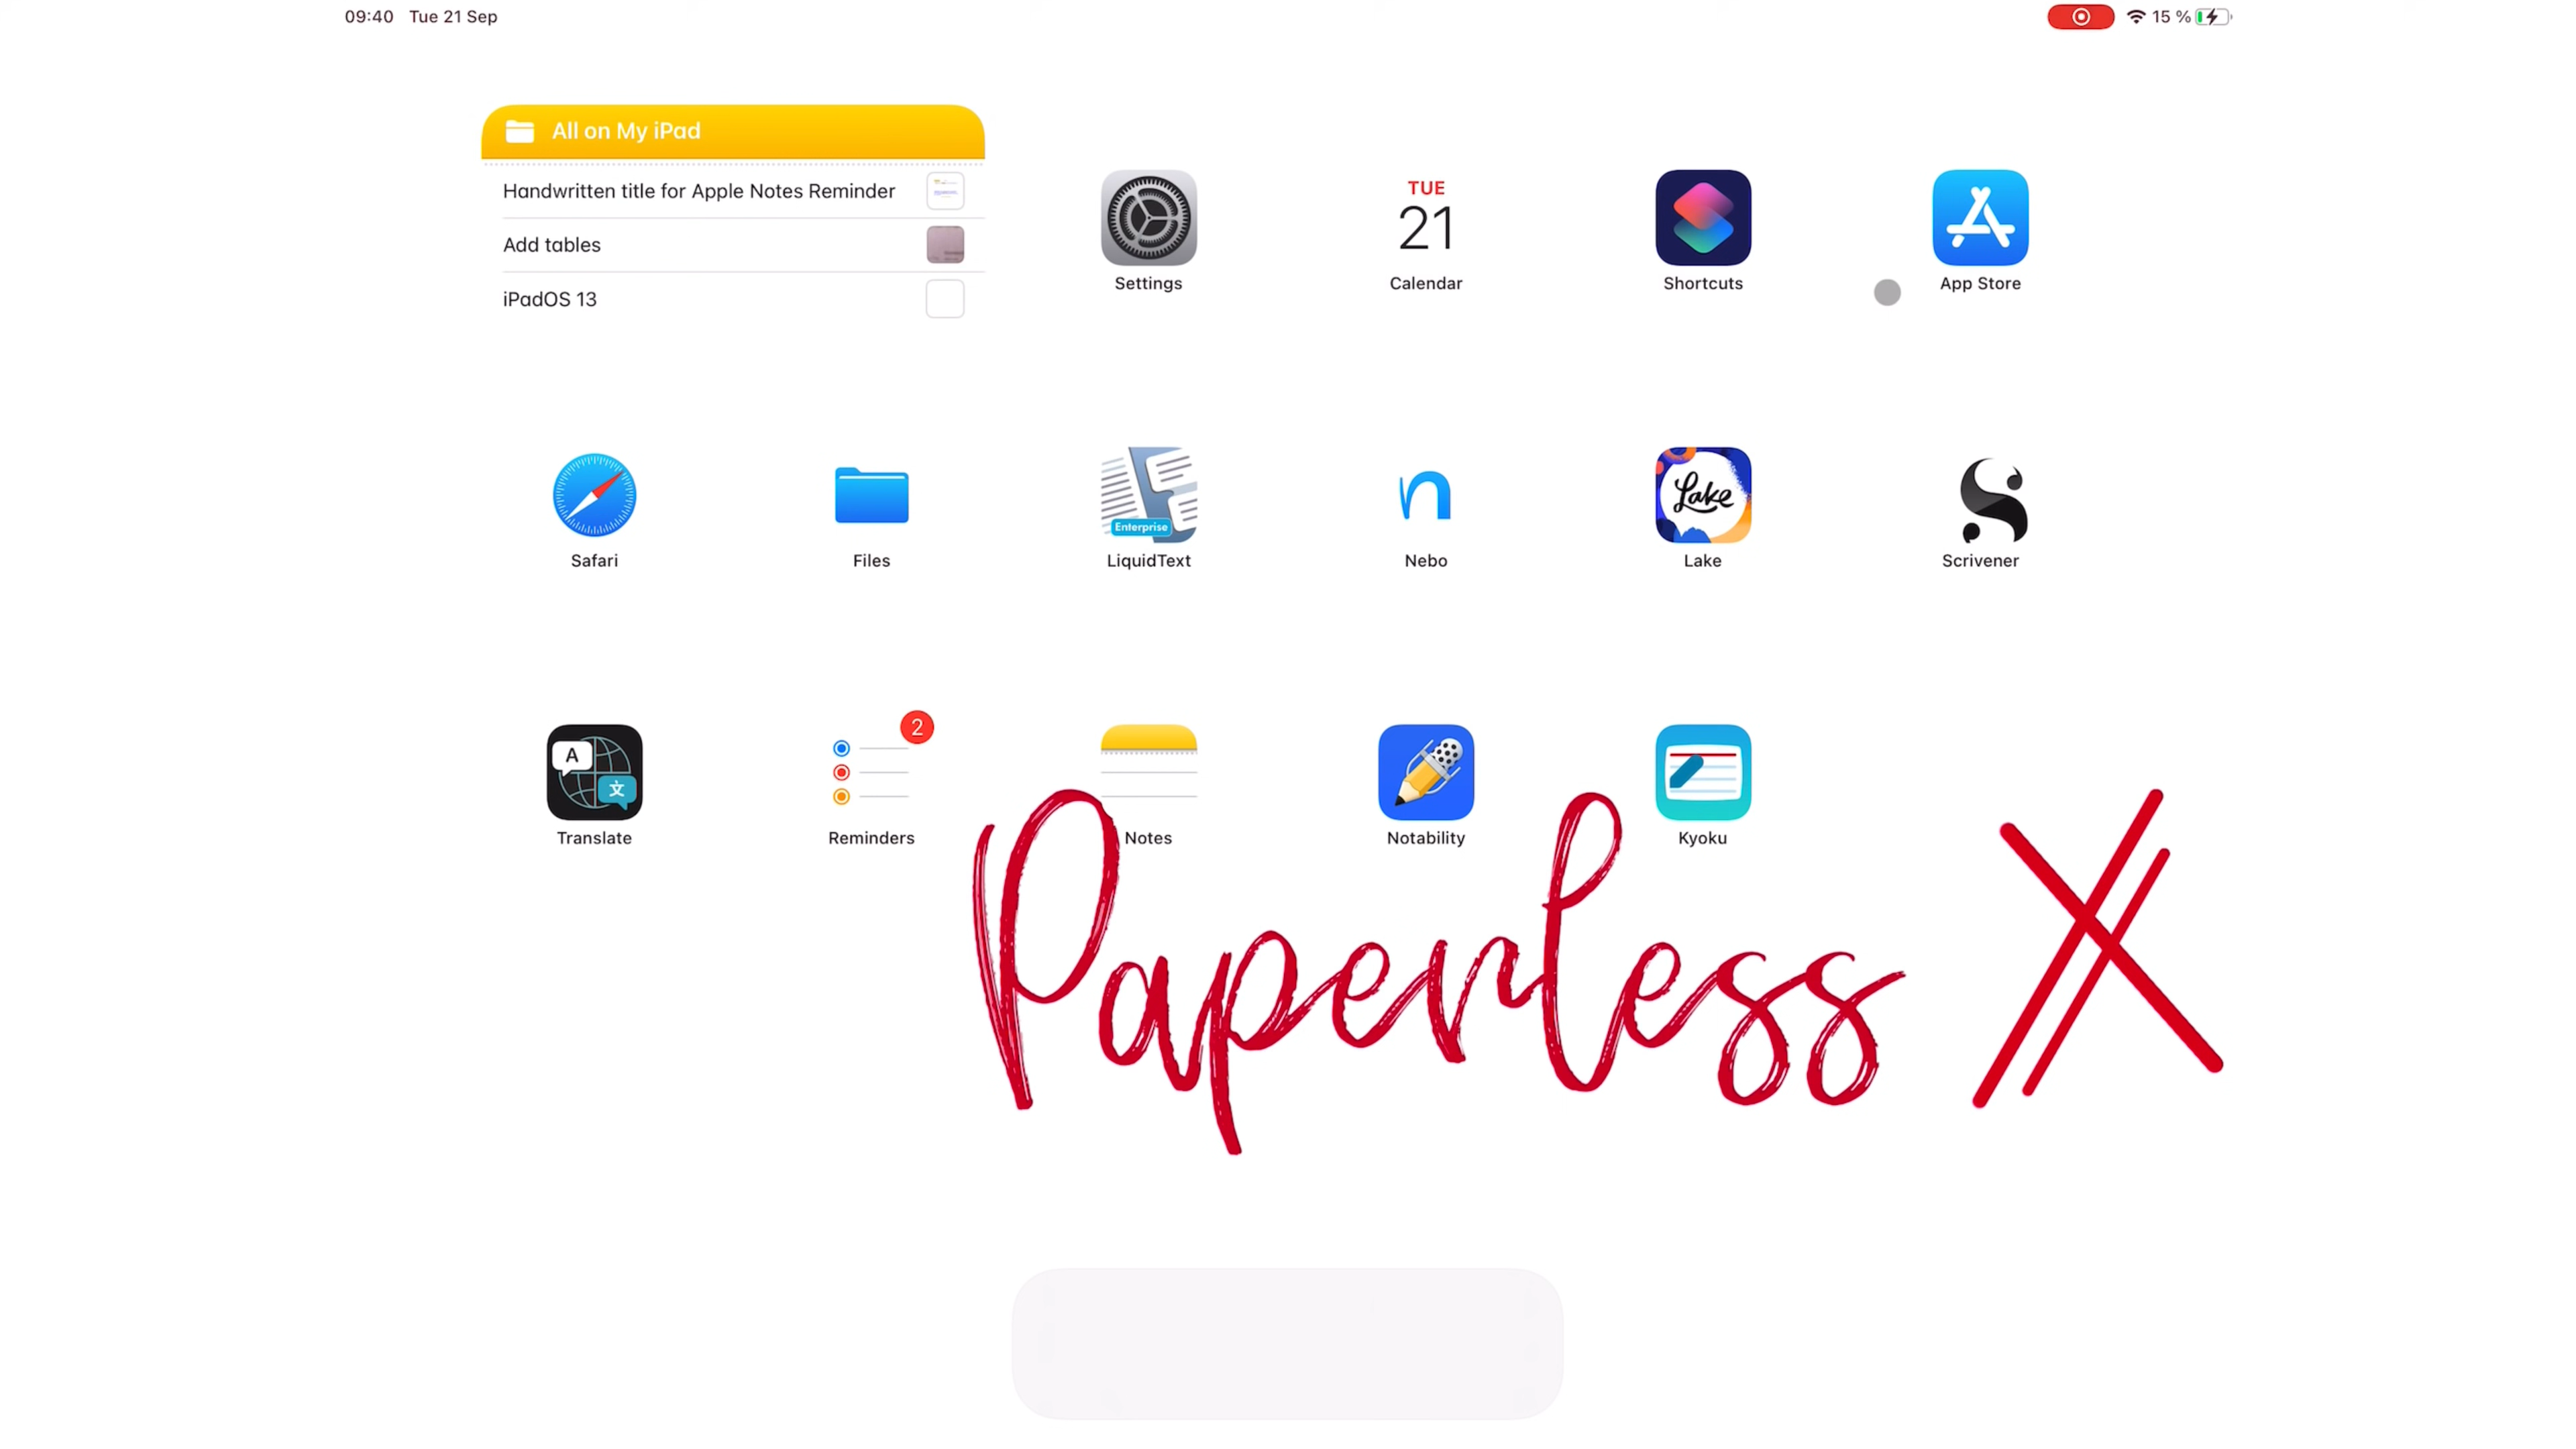 09:40 Tue 21 Sep
15 %
All on My iPad
Handwritten title for Apple Notes Reminder
Add tables
iPadOS 13
Settings
TUE
21
Calendar
Shortcuts
App Store
Safari
Files
Enterprise
LiquidText
n
Nebo
Lake
Lake
Scrivener
A
文
Translate
2
Reminders
Notes
Notability
Kyoku
Paperless X